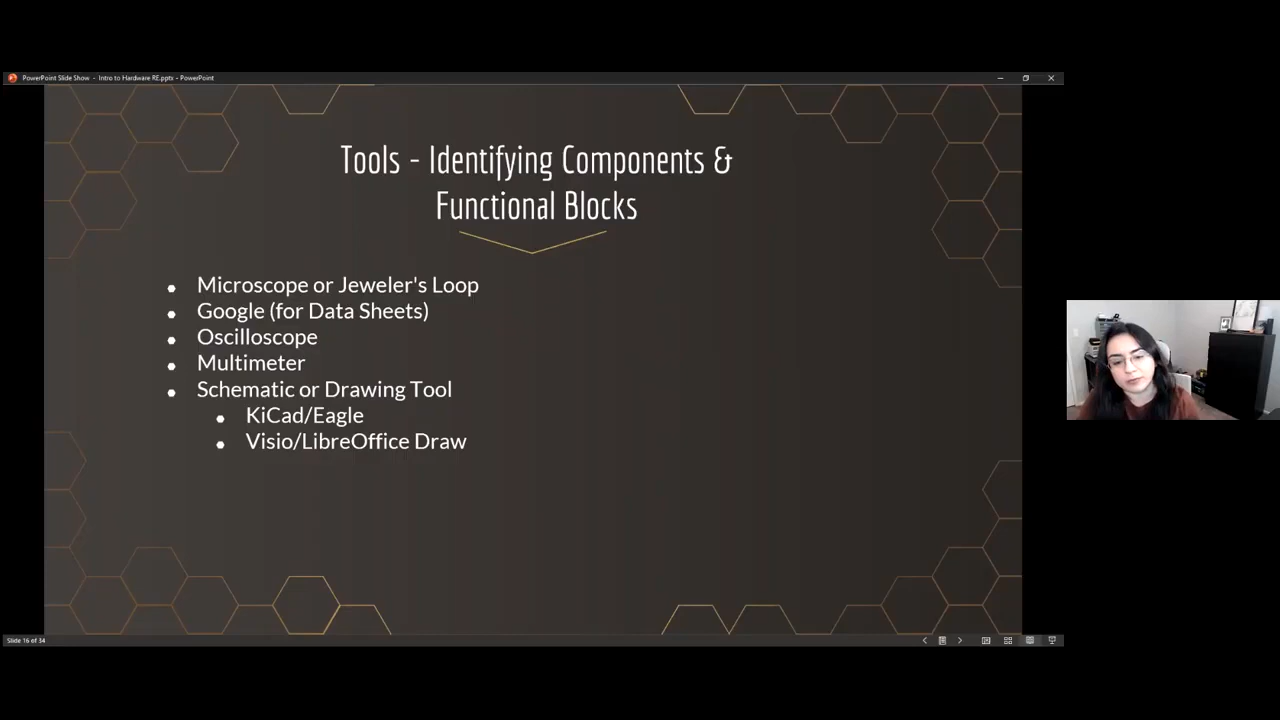 PowerPoint Slide Show - Intro to Hardware RE.pptx - PowerPoint
Tools - Identifying Components &
Functional Blocks
Microscope or Jeweler's Loop
Google (for Data Sheets)
Oscilloscope
Multimeter
Schematic or Drawing Tool
KiCad/Eagle
Visio/LibreOffice Draw
Slide 16 of 34